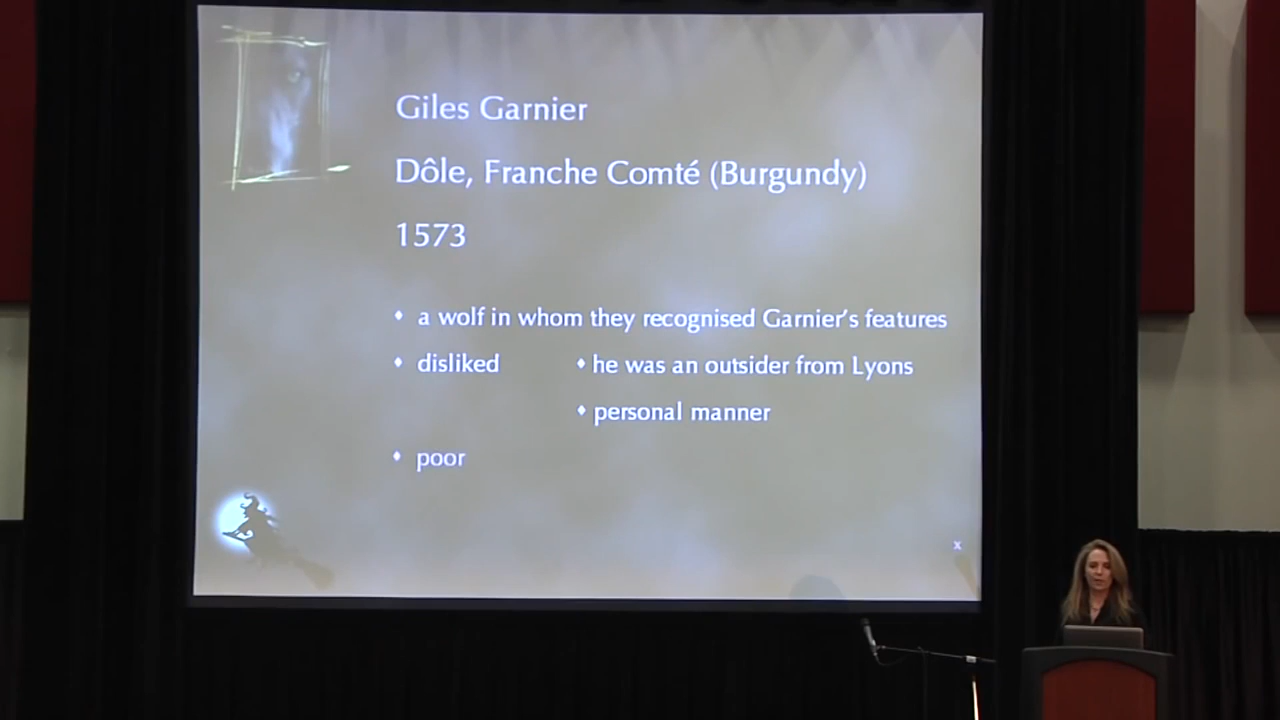 Giles Garnier
Dôle, Franche Comté (Burgundy)
1573
♦ a wolf in whom they recognised Garnier's features
♦ disliked ♦ he was an outsider from Lyons
♦ personal manner
♦ poor
x